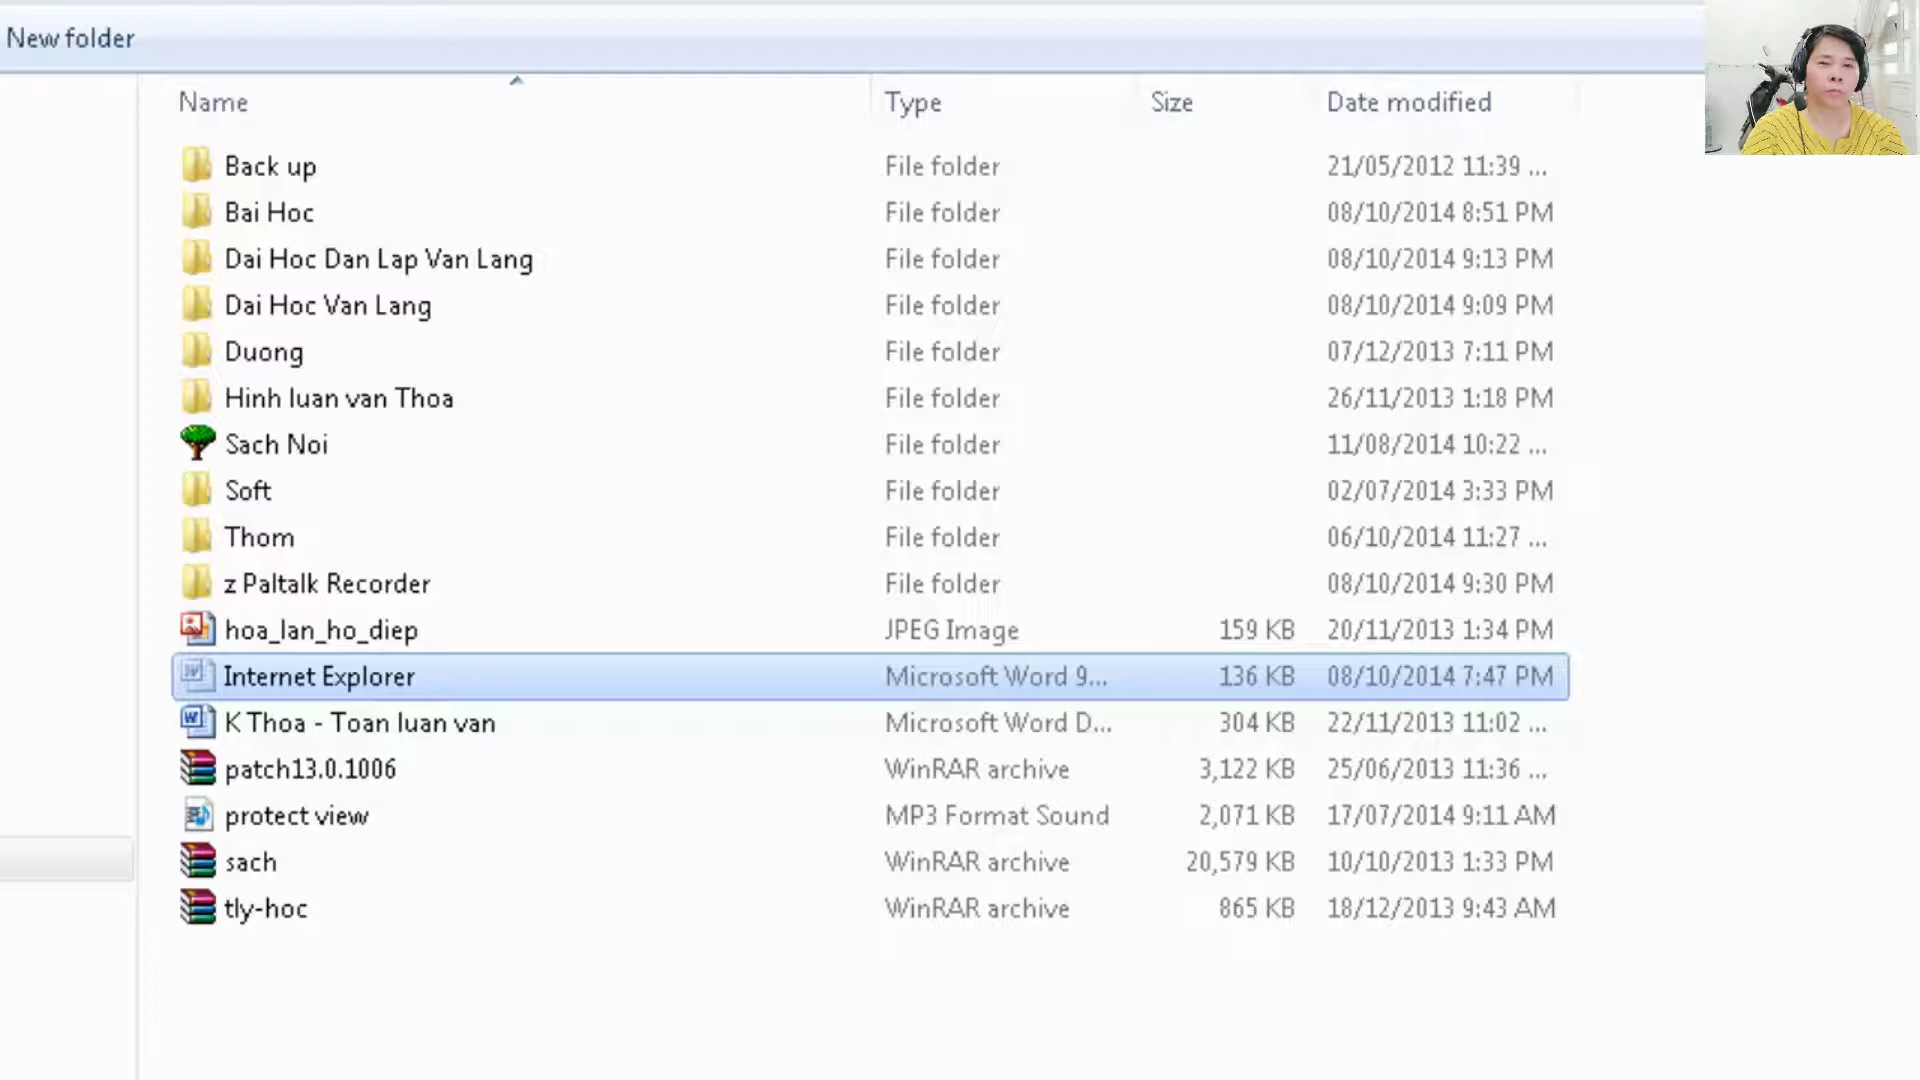 New folder
Name Type Size Date modified
Back up File folder 21/05/2012 11:39 ...
Bai Hoc File folder 08/10/2014 8:51 PM
Dai Hoc Dan Lap Van Lang File folder 08/10/2014 9:13 PM
Dai Hoc Van Lang File folder 08/10/2014 9:09 PM
Duong File folder 07/12/2013 7:11 PM
Hinh luan van Thoa File folder 26/11/2013 1:18 PM
Sach Noi File folder 11/08/2014 10:22 ...
Soft File folder 02/07/2014 3:33 PM
Thom File folder 06/10/2014 11:27 ...
z Paltalk Recorder File folder 08/10/2014 9:30 PM
hoa_lan_ho_diep JPEG Image 159 KB 20/11/2013 1:34 PM
Internet Explorer Microsoft Word 9... 136 KB 08/10/2014 7:47 PM
K Thoa - Toan luan van Microsoft Word D... 304 KB 22/11/2013 11:02 ...
patch13.0.1006 WinRAR archive 3,122 KB 25/06/2013 11:36 ...
protect view MP3 Format Sound 2,071 KB 17/07/2014 9:11 AM
sach WinRAR archive 20,579 KB 10/10/2013 1:33 PM
tly-hoc WinRAR archive 865 KB 18/12/2013 9:43 AM